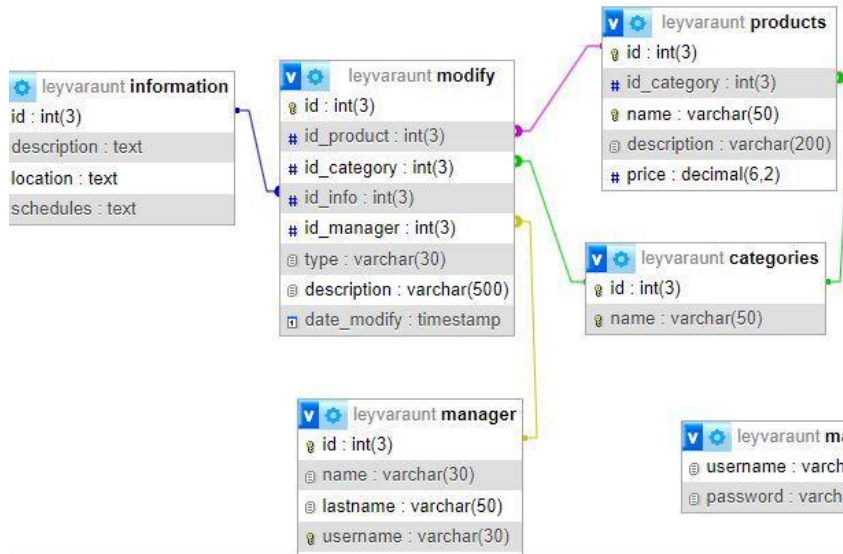 leyvaraunt information
id : int(3)
description : text
location : text
schedules : text
v leyvaraunt modify
id : int(3)
# id_product : int(3)
# id_category : int(3)
# id_info : int(3)
# id_manager : int(3)
type : varchar(30)
description : varchar(500)
date_modify : timestamp
v leyvaraunt products
id : int(3)
# id_category : int(3)
name : varchar(50)
description : varchar(200)
# price : decimal(6,2)
v leyvaraunt categories
id : int(3)
name : varchar(50)
v leyvaraunt manager
id : int(3)
name : varchar(30)
lastname : varchar(50)
username : varchar(30)
v leyvaraunt ma
username : varch
password : varch